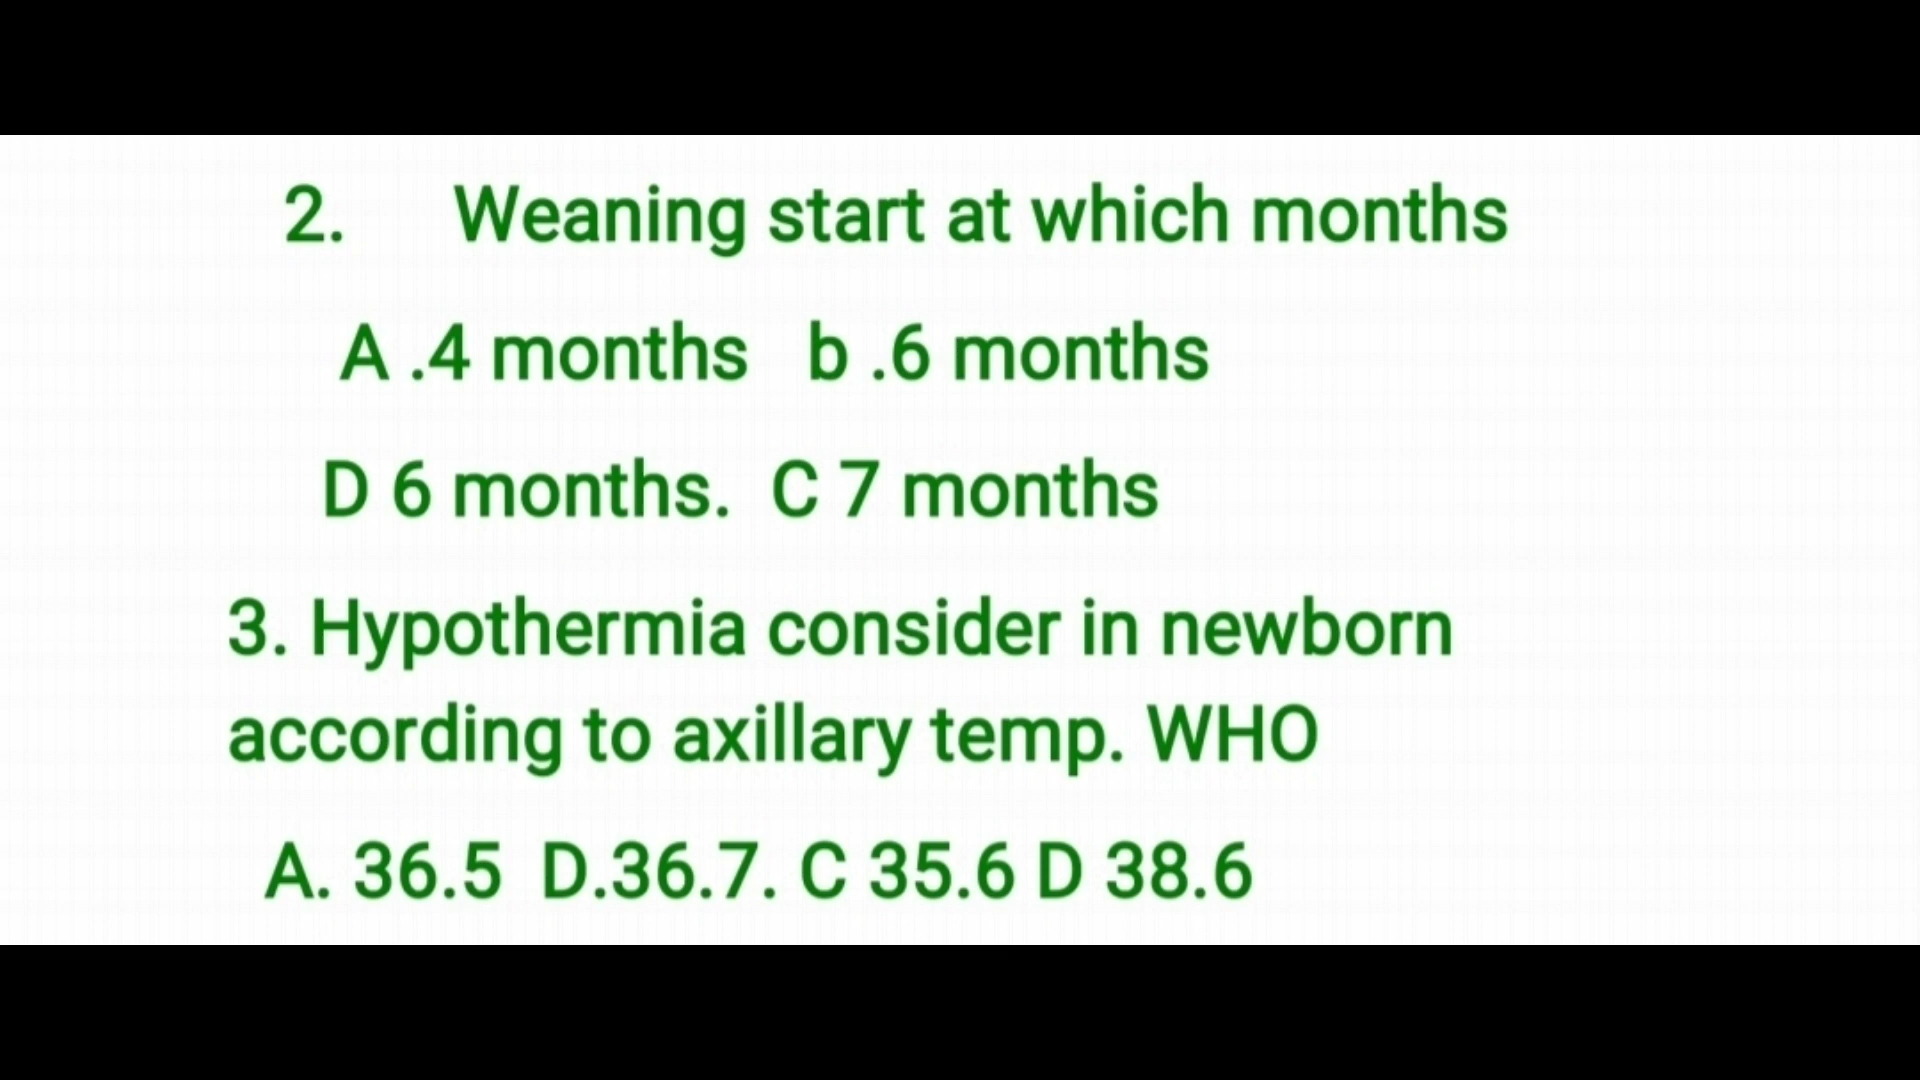 2. Weaning start at which months
A .4 months b .6 months
D 6 months. C 7 months
3. Hypothermia consider in newborn
according to axillary temp. WHO
A. 36.5 D.36.7. C 35.6 D 38.6